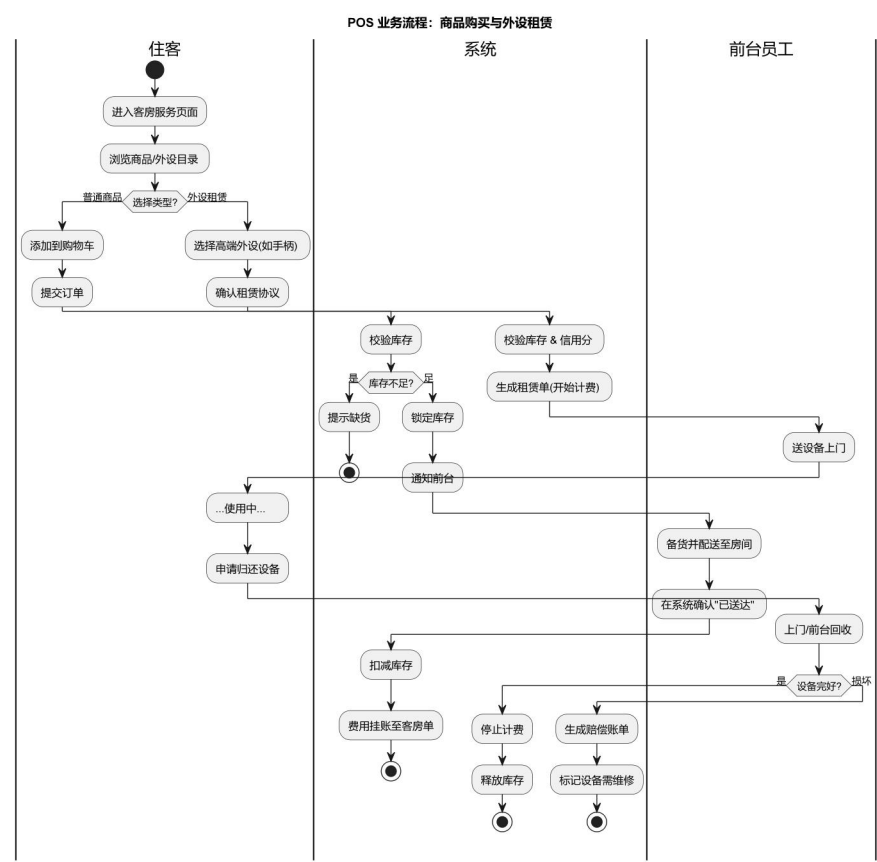 POS 业务流程：商品购买与外设租赁
住客
系统
前台员工
进入客房服务页面
浏览商品/外设目录
普通商品
选择类型?
外设租赁
添加到购物车
选择高端外设(如手柄)
提交订单
确认租赁协议
校验库存
校验库存 & 信用分
是
库存不足?
足
生成租赁单(开始计费)
提示缺货
锁定库存
送设备上门
通知前台
...使用中...
备货并配送至房间
申请归还设备
在系统确认"已送达"
上门/前台回收
扣减库存
是
设备完好?
损坏
费用挂账至客房单
停止计费
生成赔偿账单
释放库存
标记设备需维修